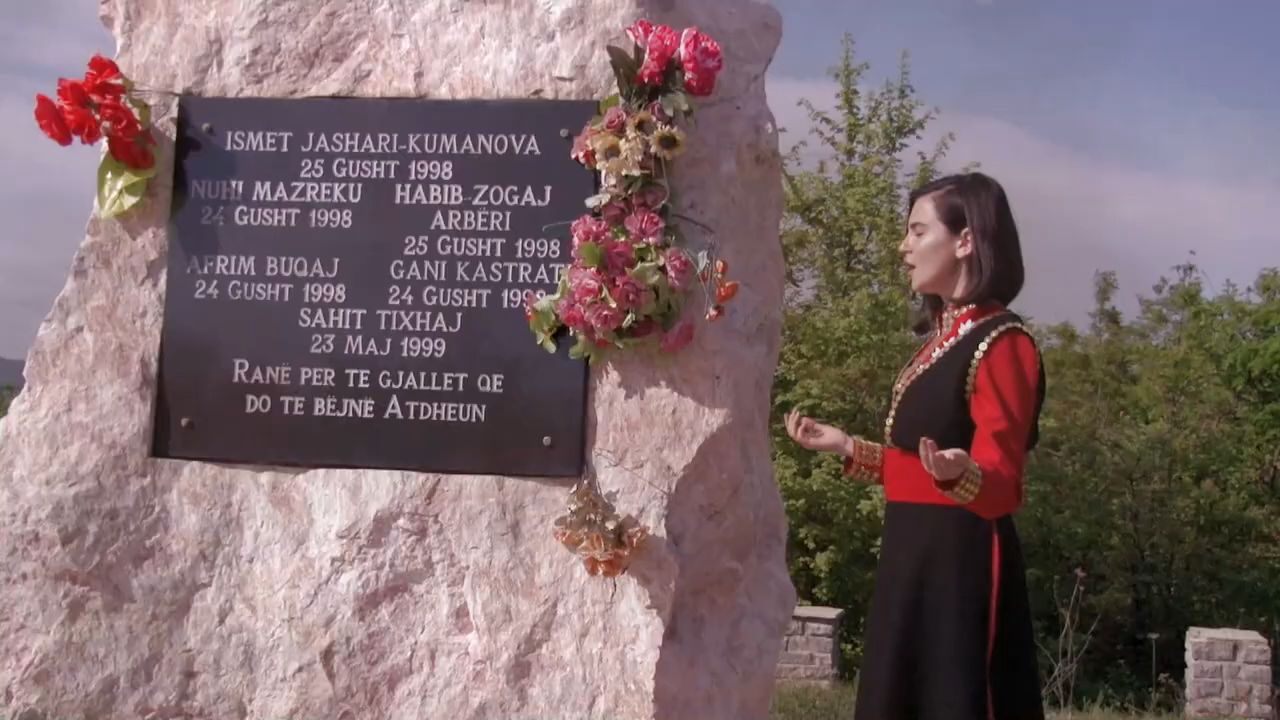 ISMET JASHARI-KUMANOVA
25 GUSHT 1998
NUHI MAZREKU HABIB ZOGAJ
24 GUSHT 1998 ARBËRI
25 GUSHT 1998
AFRIM BUQAJ GANI KASTRAT
24 GUSHT 1998 24 GUSHT 199
SAHIT TIXHAJ
23 MAJ 1999
RANË PER TE GJALLET QE
DO TE BËJNË ATDHEUN